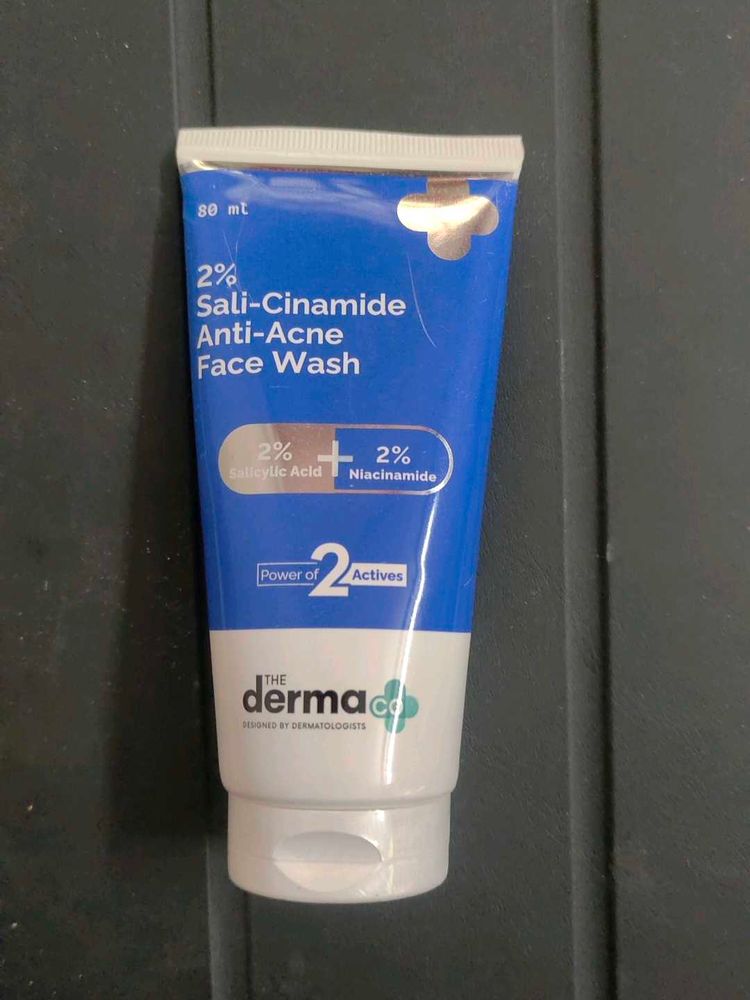 80 ml
2%
Sali-Cinamide
Anti-Acne
Face Wash
2%
Salicylic Acid
+
2%
Niacinamide
Power of 2 Actives
THE
derma co
DESIGNED BY DERMATOLOGISTS